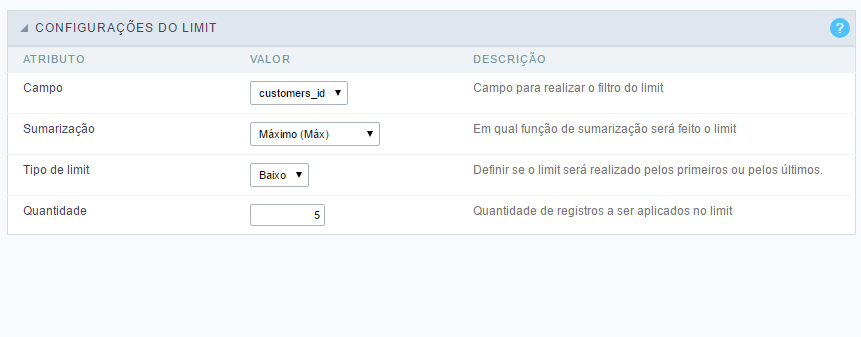 CONFIGURAÇÕES DO LIMIT ?
ATRIBUTO VALOR DESCRIÇÃO
Campo customers_id Campo para realizar o filtro do limit
Sumarização Máximo (Máx) Em qual função de sumarização será feito o limit
Tipo de limit Baixo Definir se o limit será realizado pelos primeiros ou pelos últimos.
Quantidade 5 Quantidade de registros a ser aplicados no limit